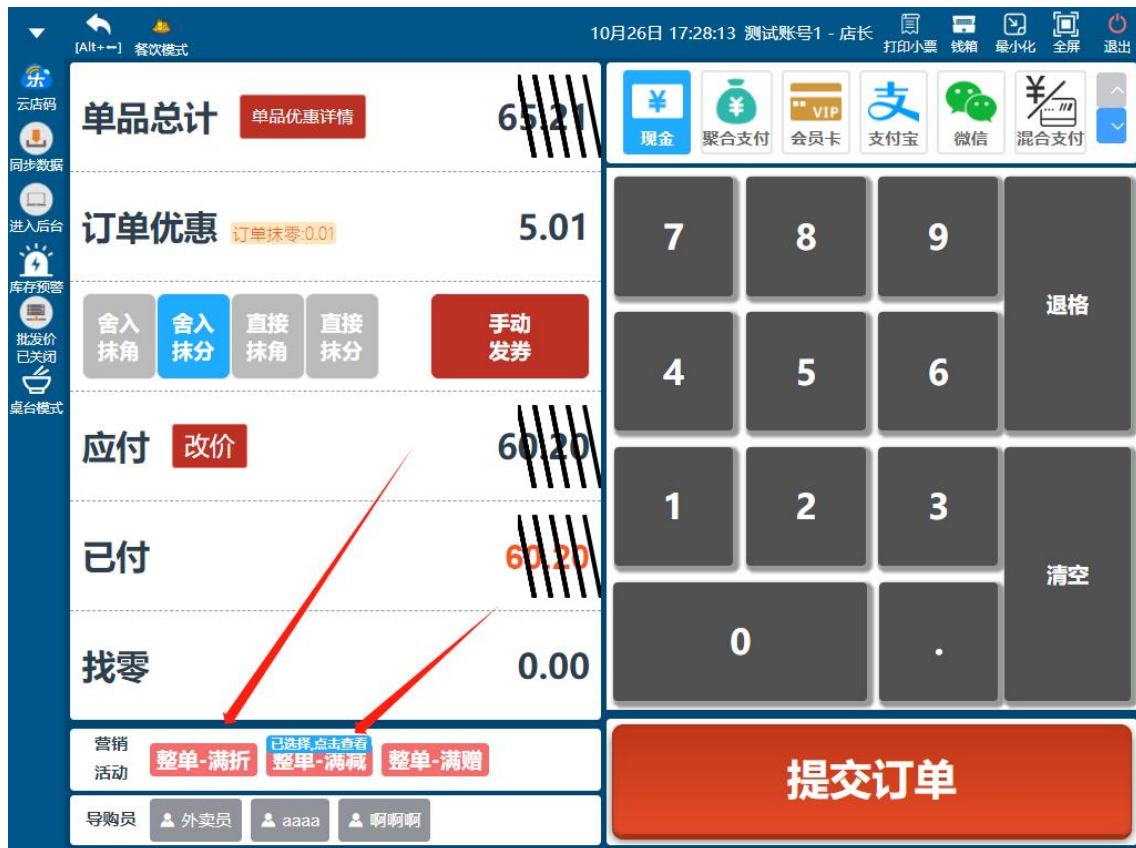 [Alt+←] 餐饮模式
10月26日 17:28:13 测试账号1 - 店长 打印小票 钱箱 最小化 全屏 退出
云店码
同步数据
进入后台
库存预警
批发价
已关闭
桌台模式
单品总计 单品优惠详情 65.21
订单优惠 订单抹零:0.01 5.01
舍入抹角 舍入抹分 直接抹角 直接抹分 手动发券
应付 改价 60.20
已付 60.20
找零 0.00
营销活动 整单-满折 已选择,点击查看 整单-满减 整单-满赠
导购员 外卖员 aaaa 啊啊啊
现金 聚合支付 VIP 会员卡 支付宝 微信 混合支付
7 8 9 退格
4 5 6
1 2 3 清空
0 .
提交订单